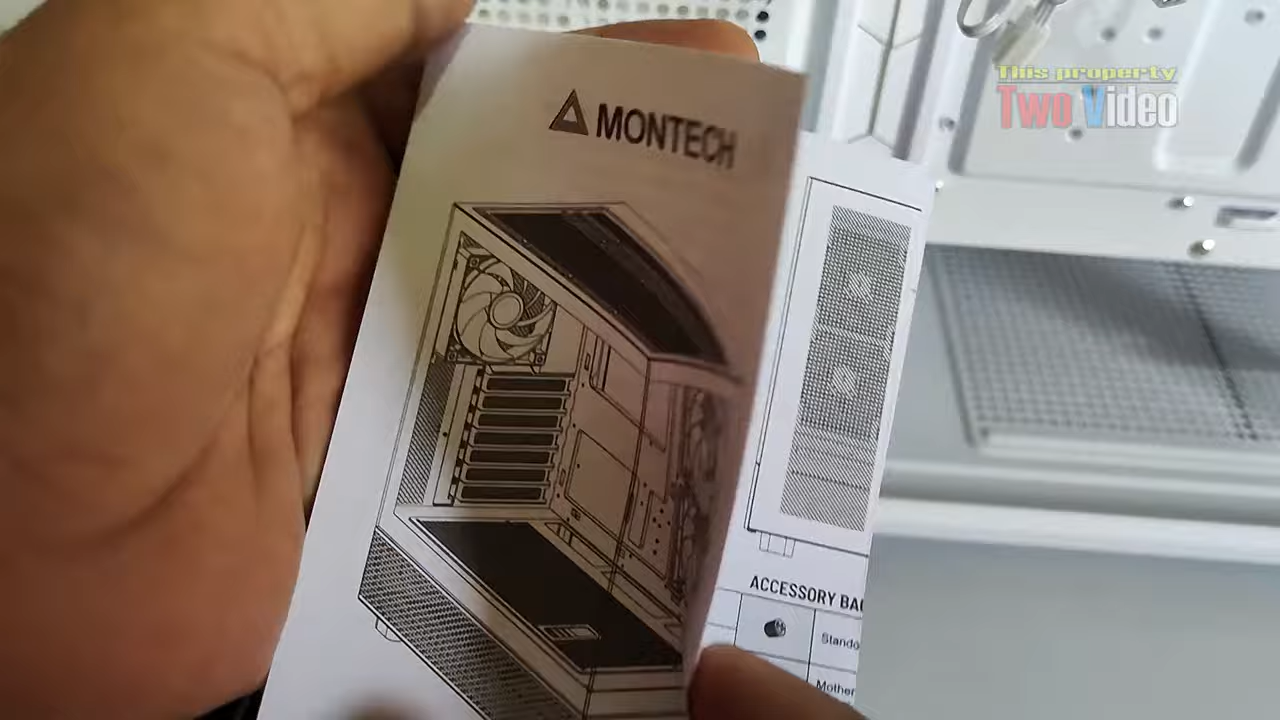 This property
Two Video
MONTECH
ACCESSORY BA
Stando
Mother